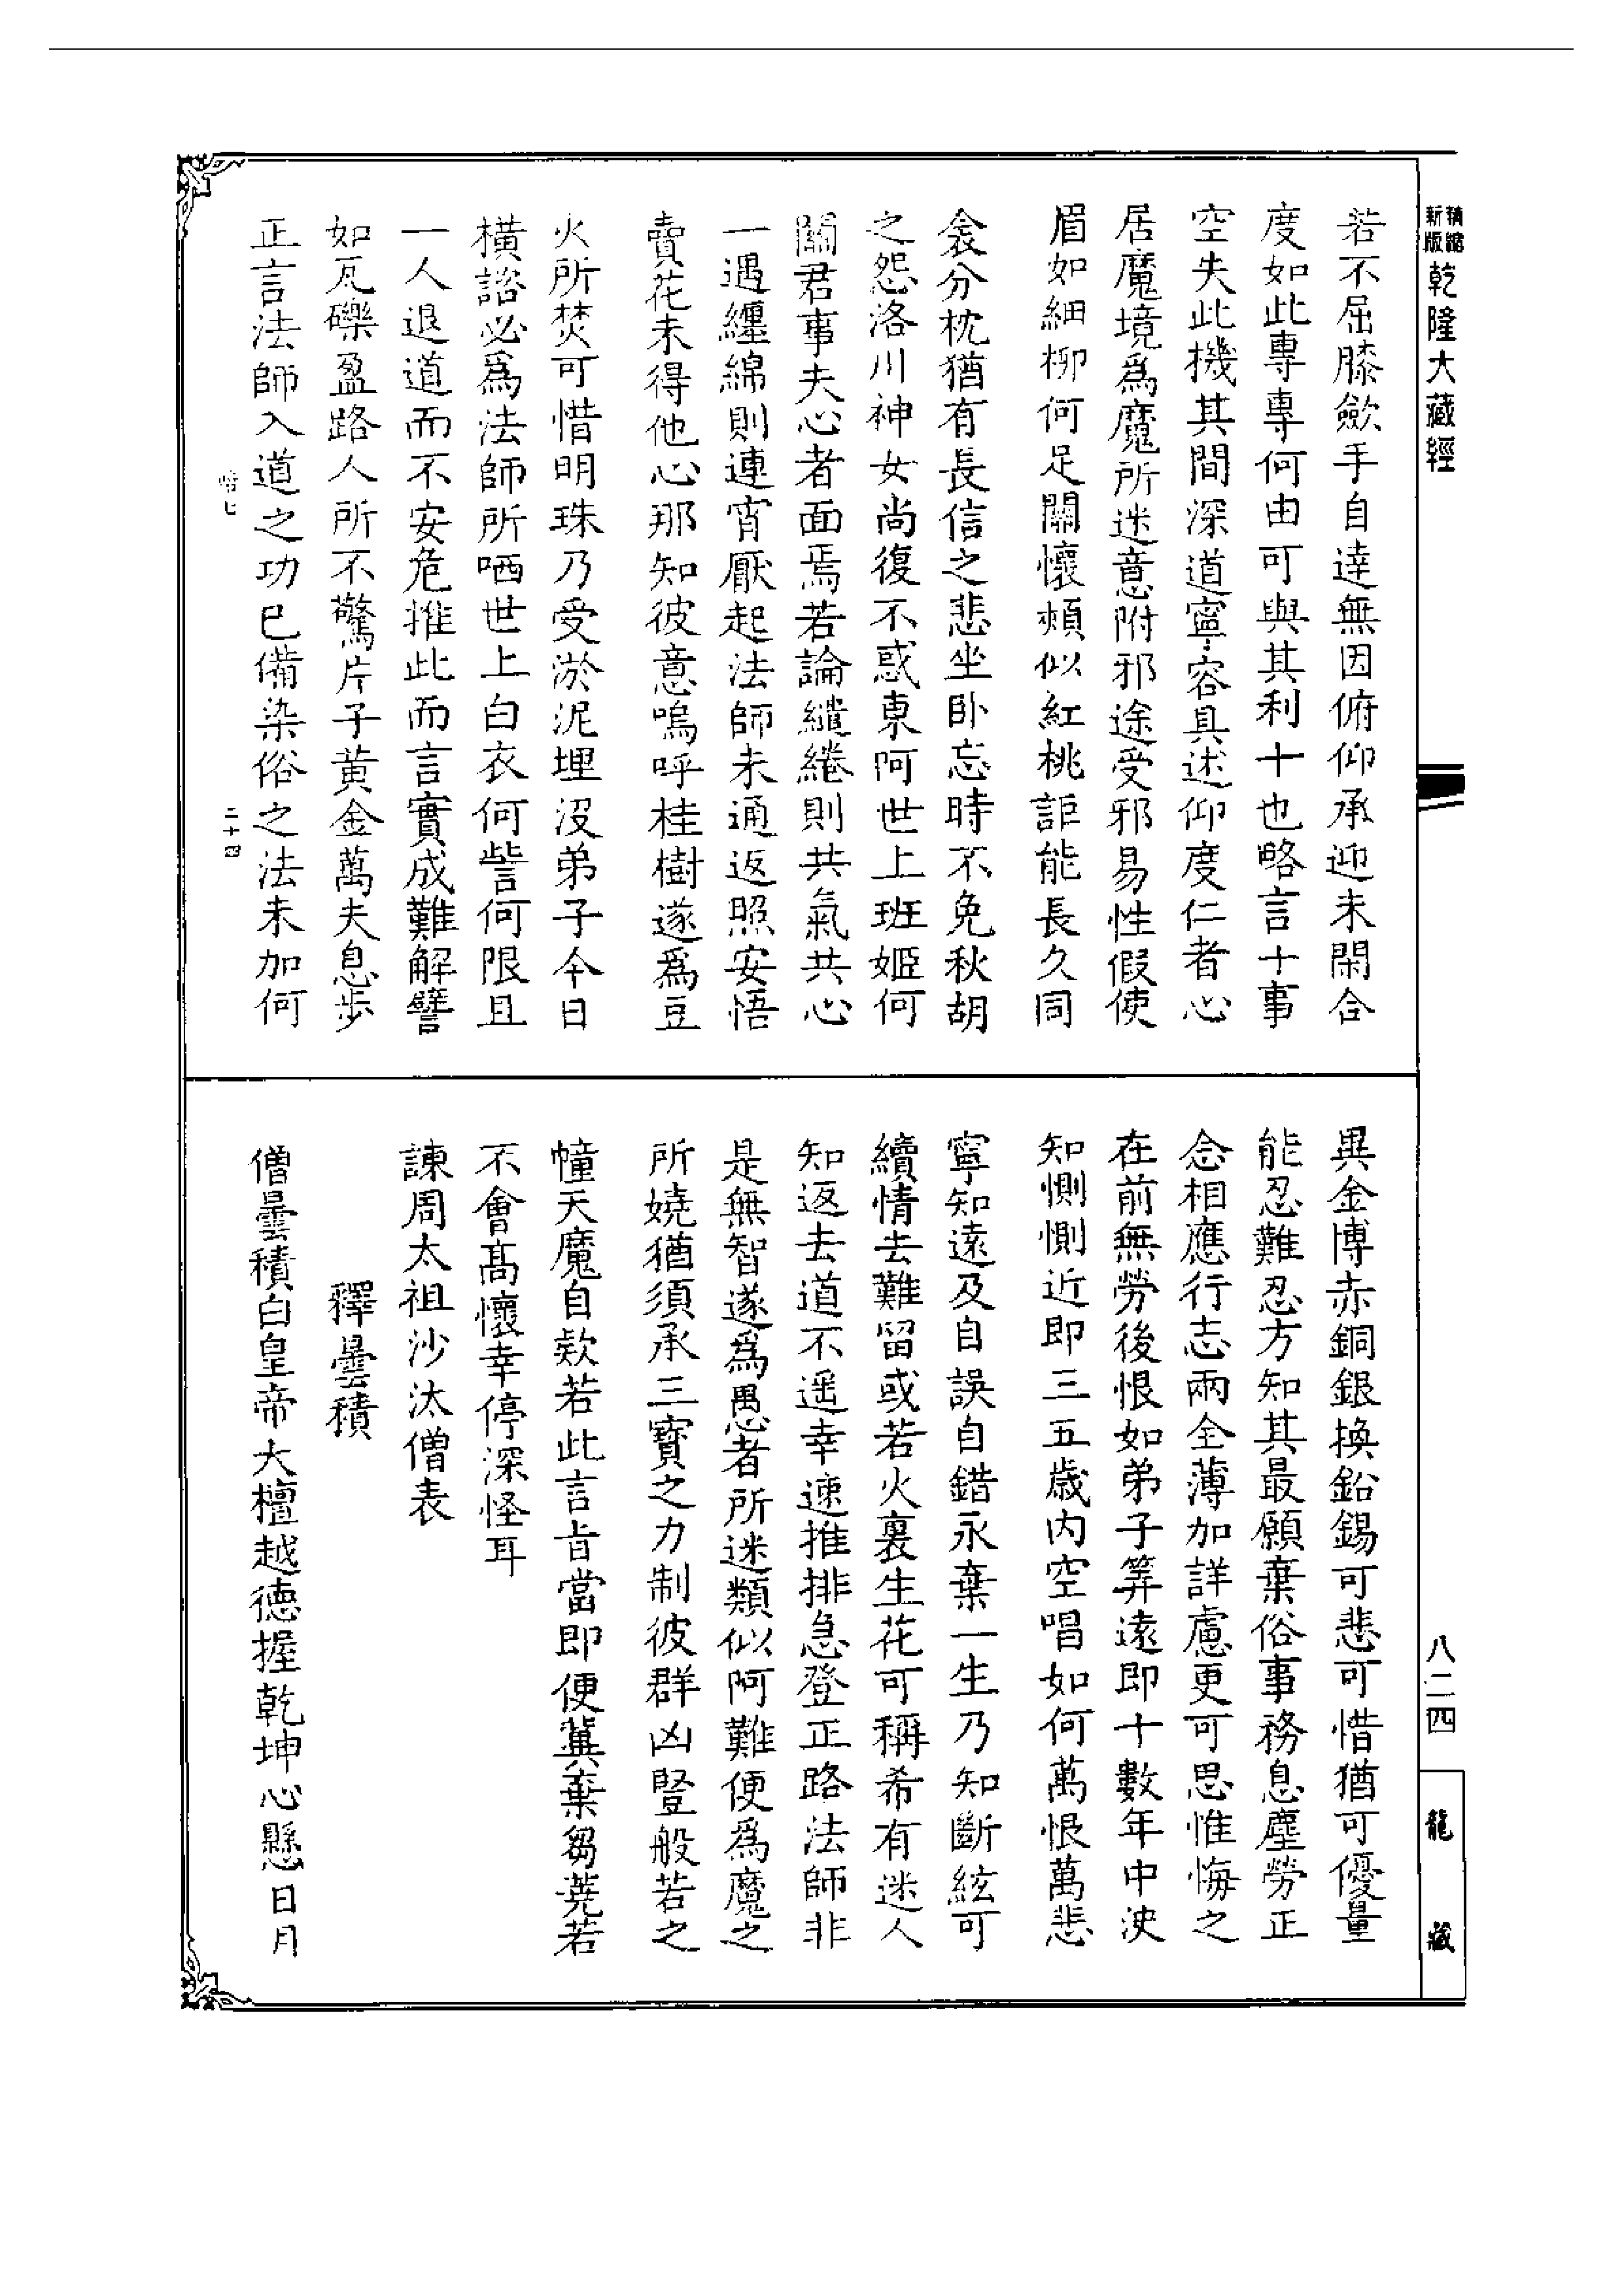 精縮新版 乾隆大藏經
八二四
龍藏
若不屈膝歛手自達無因俯仰承迎未閑合
度如此專專何由可與其利十也略言十事
空失此機其間深道寧容具述仰度仁者心
居魔境爲魔所迷意附邪途受邪易性假使
眉如細柳何足關懷頰似紅桃詎能長久同
衾分枕猶有長信之悲坐卧忘時不免秋胡
之怨洛川神女尚復不惑東阿世上班姬何
關君事夫心者面焉若論繾綣則共氣共心
一遇纏綿則連宵厭起法師未通返照安悟
賣花未得他心那知彼意嗚呼桂樹遂爲豆
火所焚可惜明珠乃受淤泥埋没弟子今日
橫諮必爲法師所哂世上白衣何訾何限且
一人退道而不安危推此而言實成難解譬
如瓦礫盈路人所不驚片子黄金萬夫息步
正言法師入道之功已備染俗之法未加何
二十四
異金博赤銅銀換鉛錫可悲可惜猶可優量
能忍難忍方知其最願棄俗事務息塵勞正
念相應行志兩全薄加詳慮更可思惟悔之
在前無勞後恨如弟子筭遠即十數年中決
知惻惻近即三五歳内空唱如何萬恨萬悲
寧知遠及自誤自錯永棄一生乃知斷絃可
續情去難留或若火裏生花可稱希有迷人
知返去道不遥幸速推排急登正路法師非
是無智遂爲愚者所迷類似阿難便爲魔之
所嬈猶須承三寶之力制彼群凶豎般若之
幢天魔自欵若此言旨當即便冀棄芻蕘若
不會髙懷幸停深怪耳
諫周太祖沙汰僧表
釋曇積
僧曇積白皇帝大檀越德握乾坤心懸日月